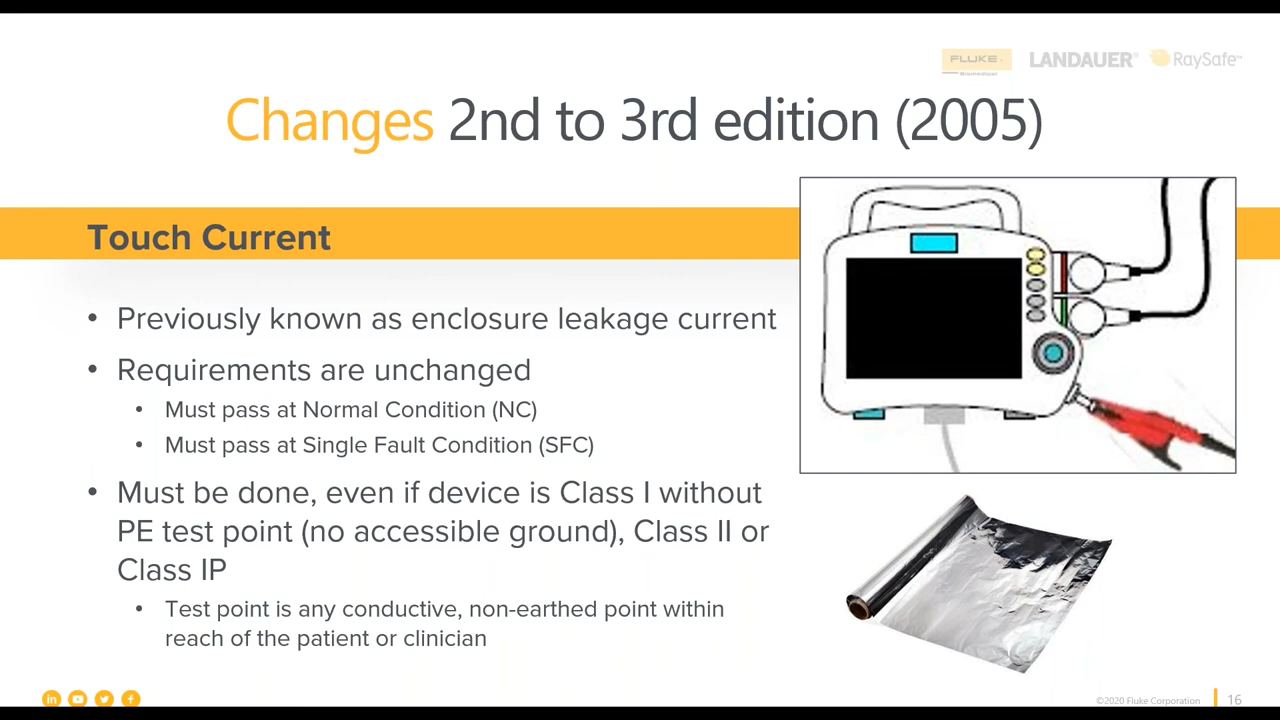 FLUKE
Biomedical
LANDAUER®
RaySafe™
Changes 2nd to 3rd edition (2005)
Touch Current
• Previously known as enclosure leakage current
• Requirements are unchanged
• Must pass at Normal Condition (NC)
• Must pass at Single Fault Condition (SFC)
• Must be done, even if device is Class I without
PE test point (no accessible ground), Class II or
Class IP
• Test point is any conductive, non-earthed point within
reach of the patient or clinician
©2020 Fluke Corporation
16